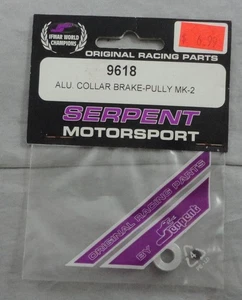 IFMAR WORLD
CHAMPIONS
ORIGINAL RACING PARTS
9618
ALU. COLLAR BRAKE-PULLY MK-2
SERPENT
MOTORSPORT
ORIGINAL RACING PARTS
BY Serpent